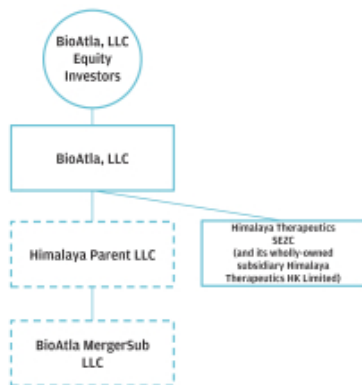 BioAtla, LLC
Equity
Investors
BioAtla, LLC
Himalaya Parent LLC
Himalaya Therapeutics
SEZC
(and its wholly-owned
subsidiary Himalaya
Therapeutics HK Limited)
BioAtla MergerSub
LLC